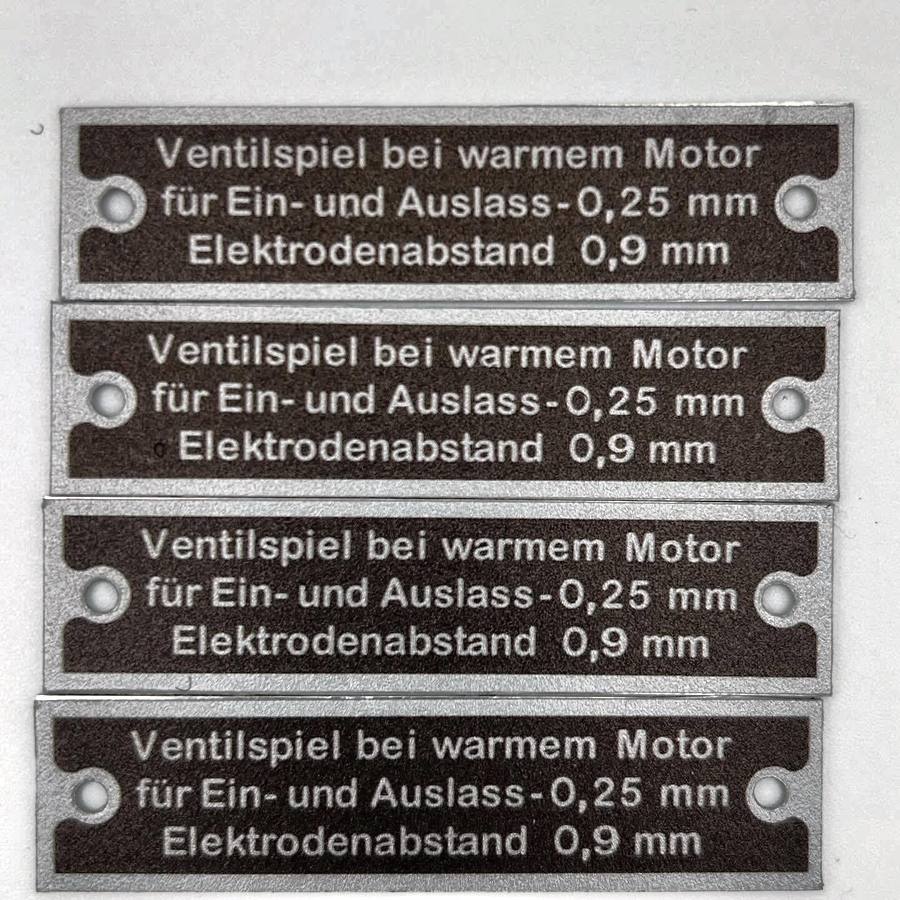 Ventilspiel bei warmem Motor
für Ein- und Auslass - 0,25 mm
Elektrodenabstand 0,9 mm
Ventilspiel bei warmem Motor
für Ein- und Auslass - 0,25 mm
Elektrodenabstand 0,9 mm
Ventilspiel bei warmem Motor
für Ein- und Auslass - 0,25 mm
Elektrodenabstand 0,9 mm
Ventilspiel bei warmem Motor
für Ein- und Auslass - 0,25 mm
Elektrodenabstand 0,9 mm